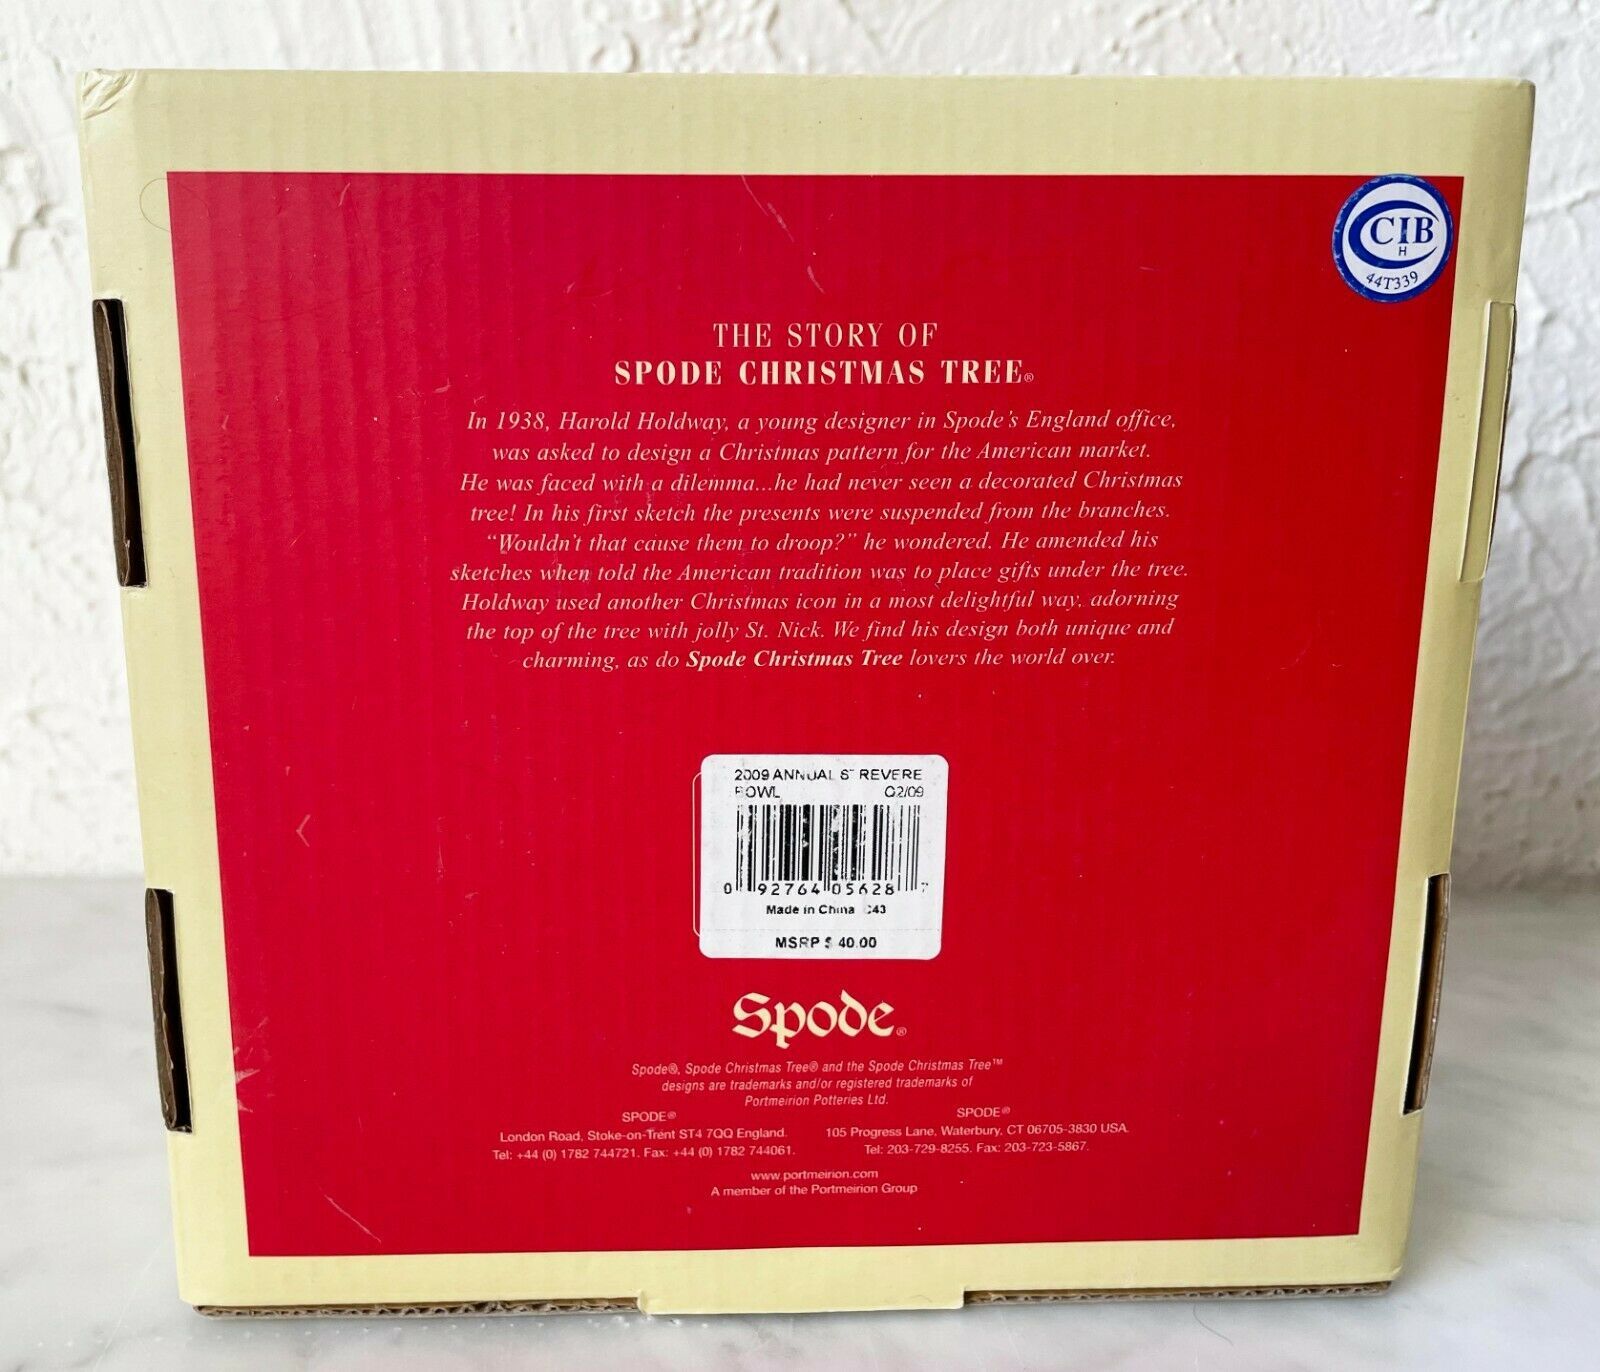 CIB
H
44T339
THE STORY OF
SPODE CHRISTMAS TREE®
In 1938, Harold Holdway, a young designer in Spode's England office,
was asked to design a Christmas pattern for the American market.
He was faced with a dilemma...he had never seen a decorated Christmas
tree! In his first sketch the presents were suspended from the branches.
“Wouldn't that cause them to droop?” he wondered. He amended his
sketches when told the American tradition was to place gifts under the tree.
Holdway used another Christmas icon in a most delightful way, adorning
the top of the tree with jolly St. Nick. We find his design both unique and
charming, as do Spode Christmas Tree lovers the world over.
2009 ANNUAL REVERE
BOWL 02/09
0 92764 05628 7
Made in China C43
MSRP $ 40.00
Spode®
Spode®, Spode Christmas Tree® and the Spode Christmas Tree™
designs are trademarks and/or registered trademarks of
Portmeirion Potteries Ltd.
SPODE®
London Road, Stoke-on-Trent ST4 7QQ England.
Tel: +44 (0) 1782 744721. Fax: +44 (0) 1782 744061.
SPODE®
105 Progress Lane, Waterbury, CT 06705-3830 USA.
Tel: 203-729-8255. Fax: 203-723-5867.
www.portmeirion.com
A member of the Portmeirion Group